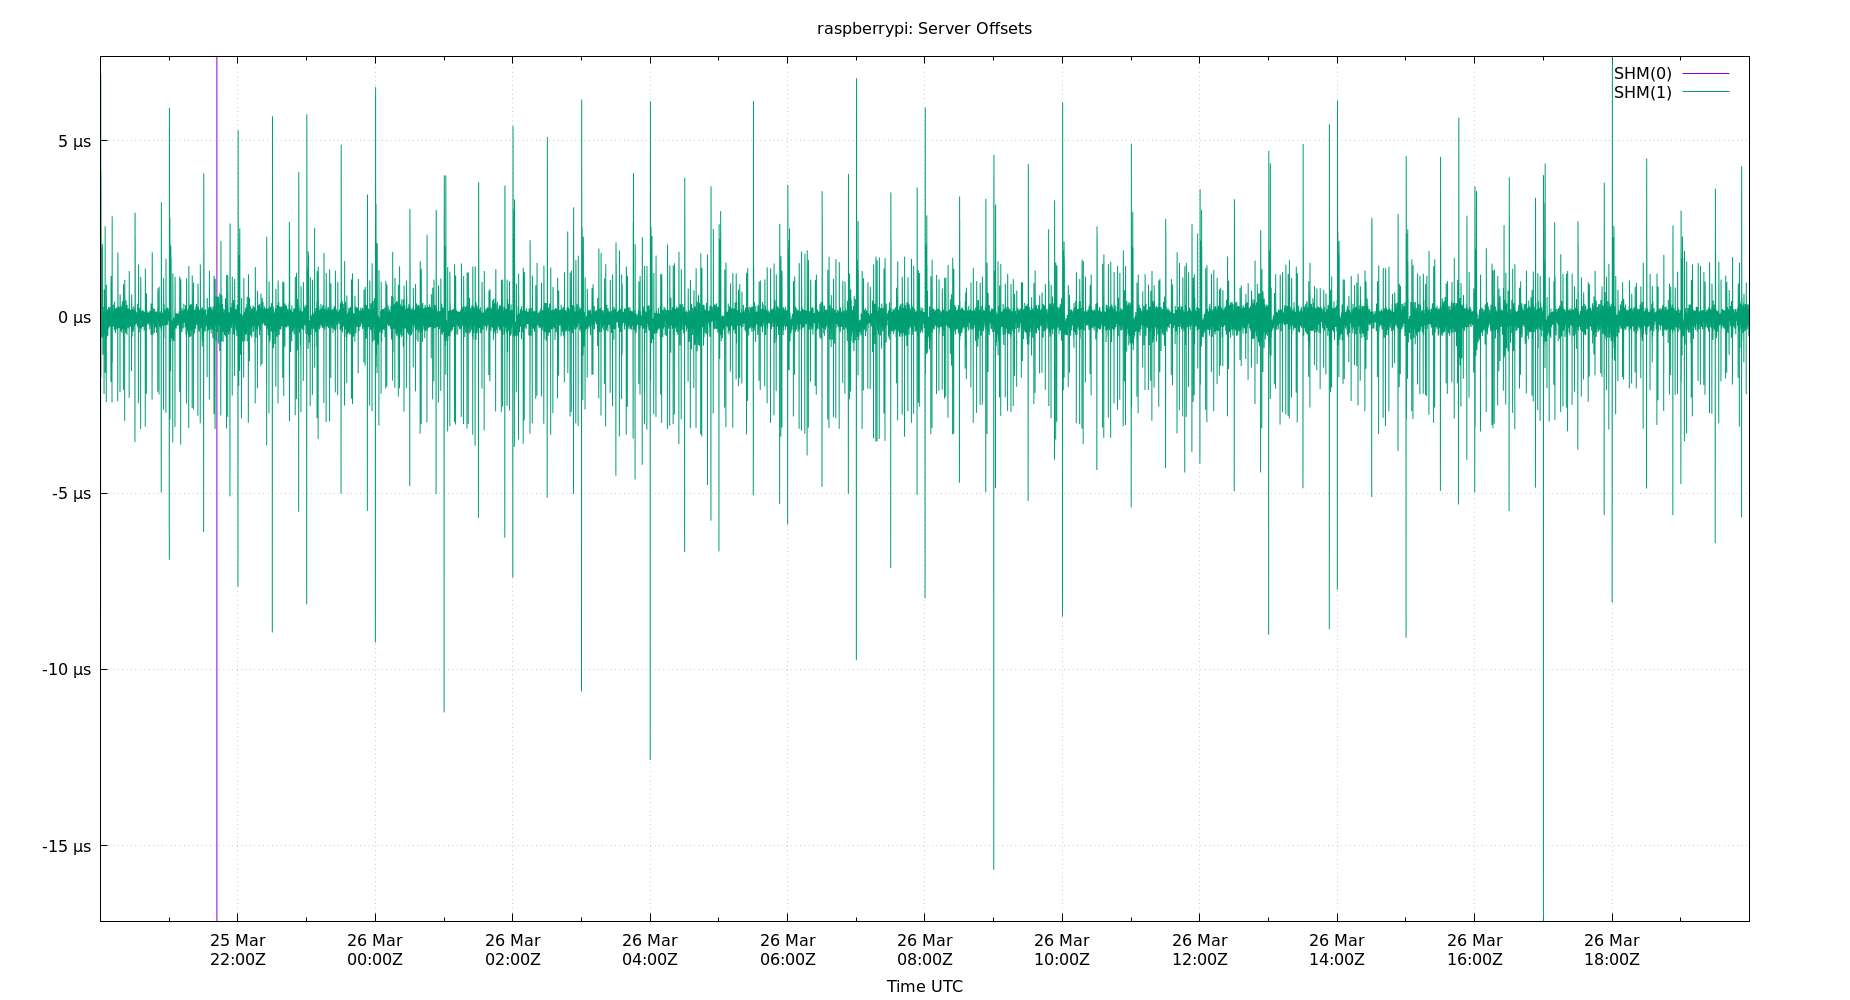 raspberrypi: Server Offsets
SHM(0)
SHM(1)
5 µs
0 µs
-5 µs
-10 µs
-15 µs
25 Mar 26 Mar 26 Mar 26 Mar 26 Mar 26 Mar 26 Mar 26 Mar 26 Mar 26 Mar 26 Mar
22:00Z 00:00Z 02:00Z 04:00Z 06:00Z 08:00Z 10:00Z 12:00Z 14:00Z 16:00Z 18:00Z
Time UTC